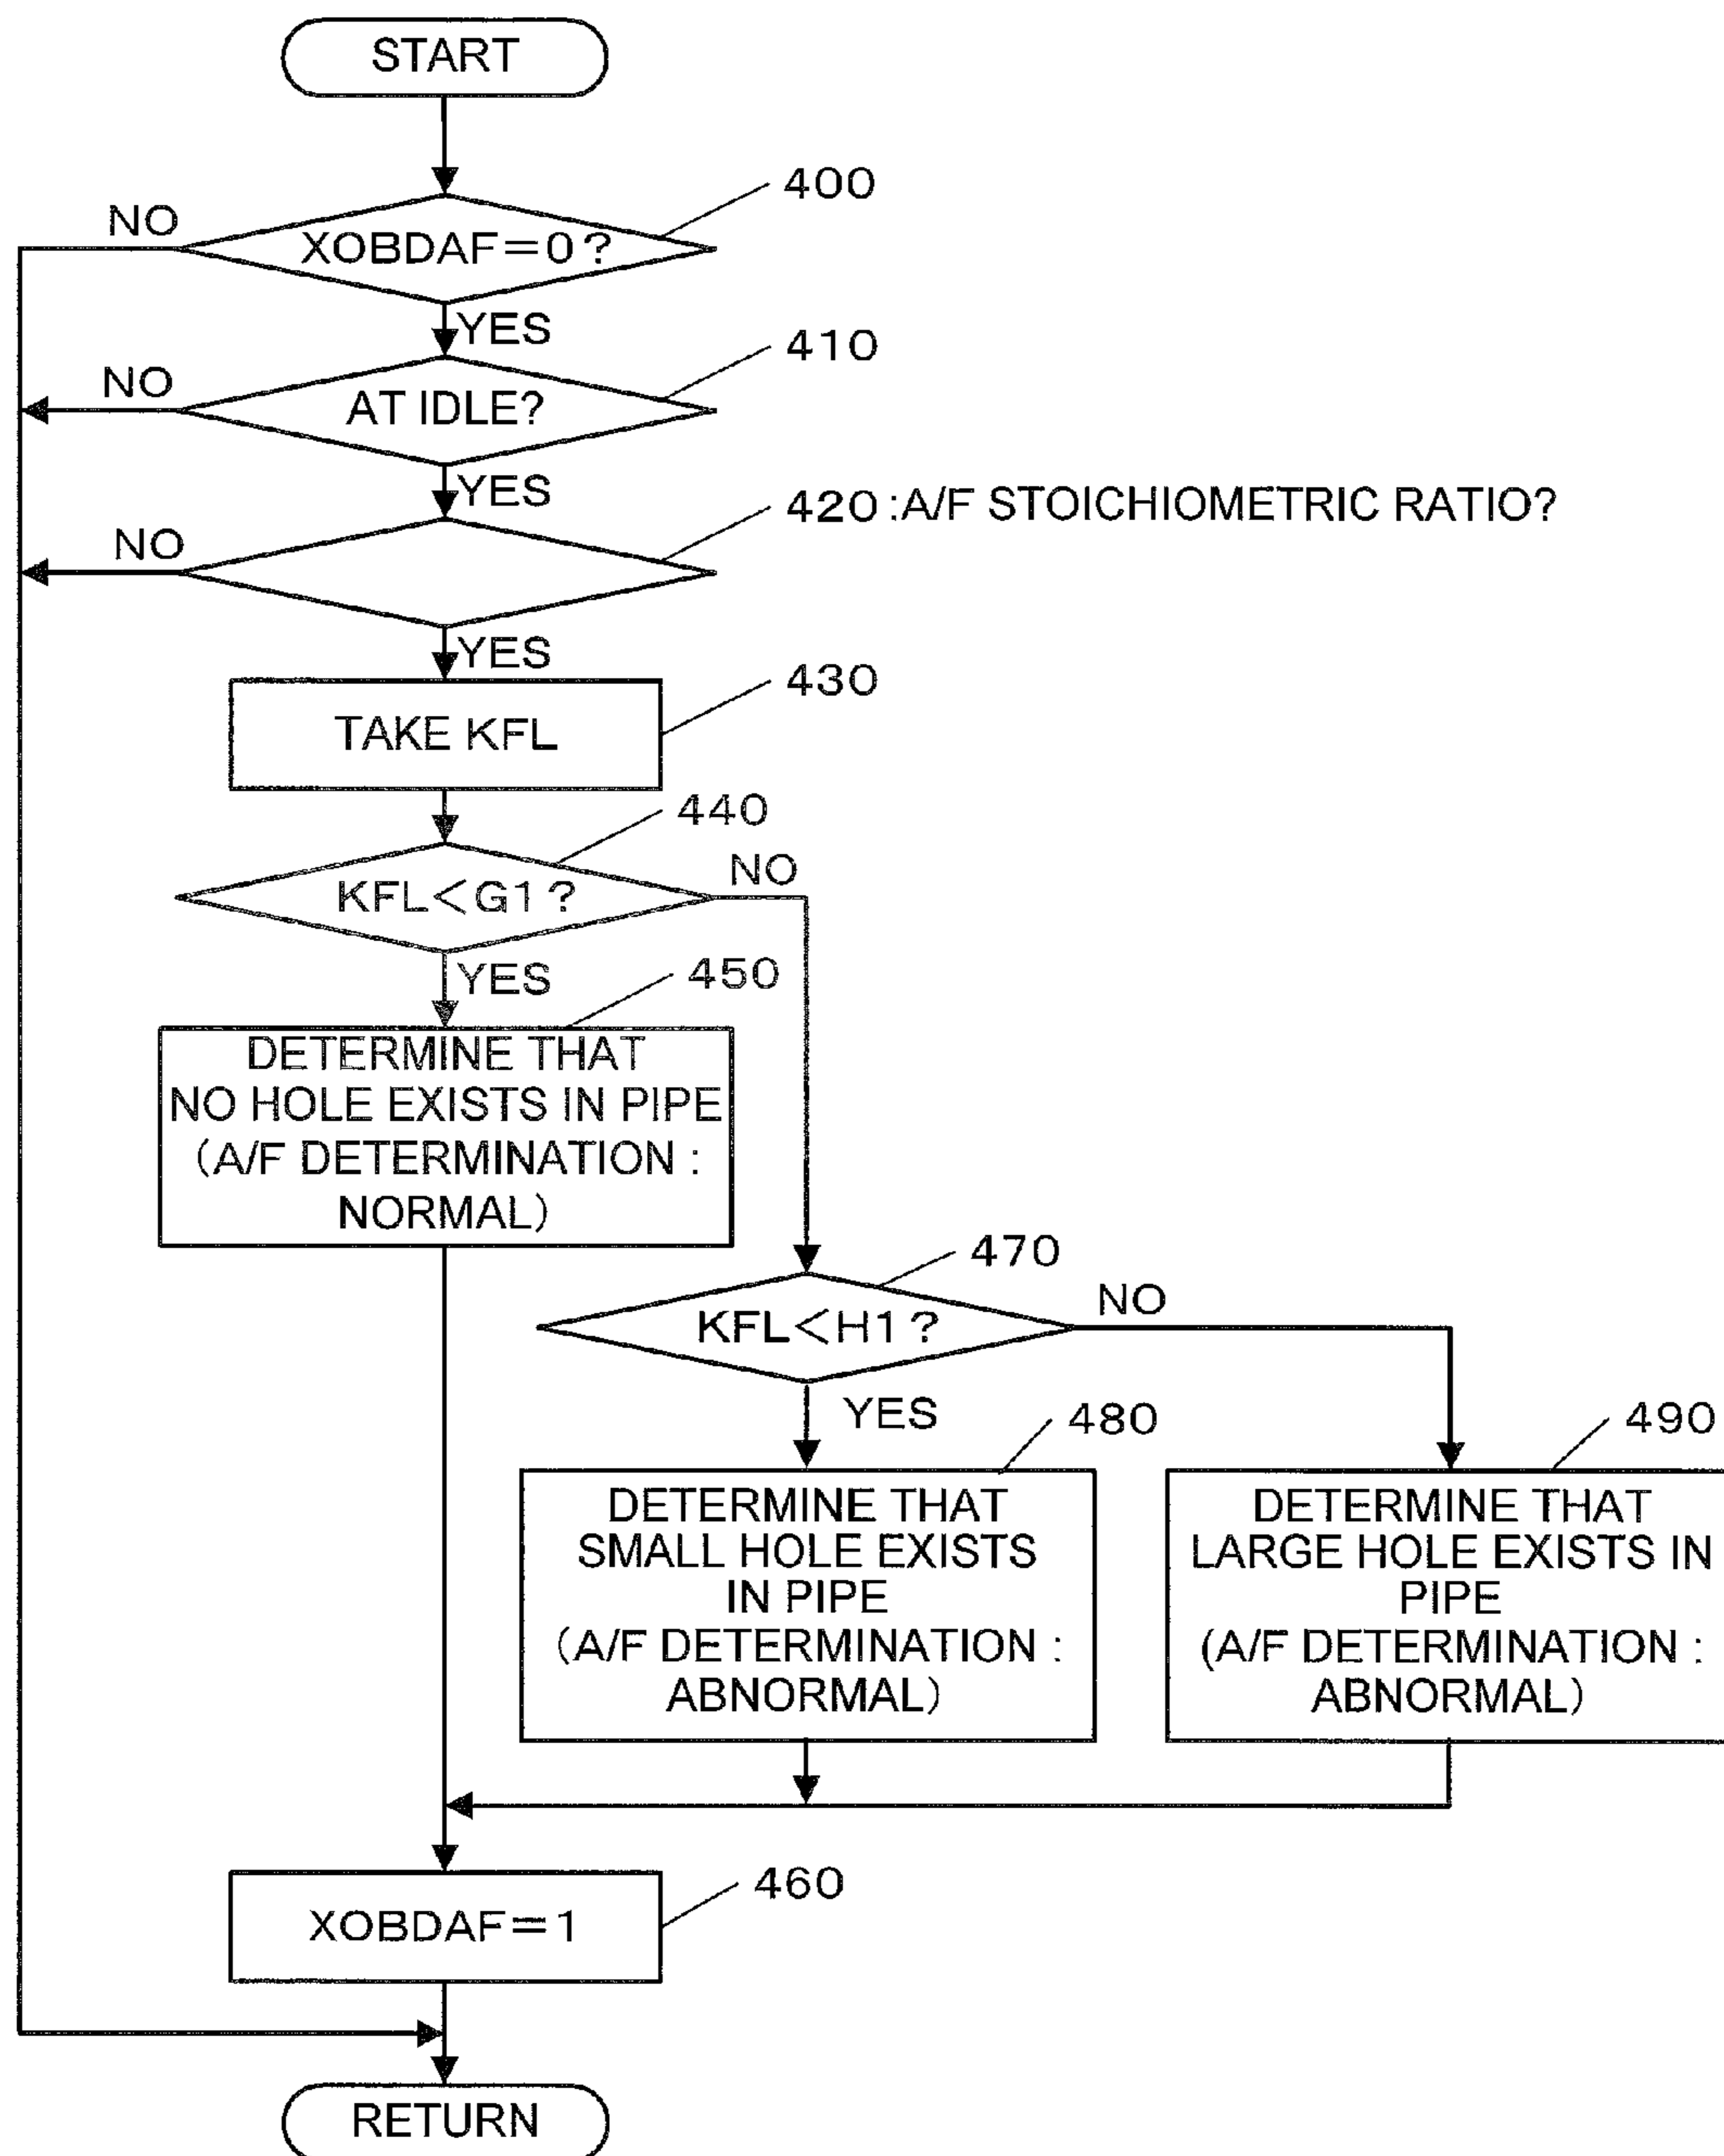 START
400
NO
XOBDAF=0?
YES
410
NO
AT IDLE?
YES
420:A/F STOICHIOMETRIC RATIO?
NO
YES
430
TAKE KFL
440
KFL<G1?
NO
YES
450
DETERMINE THAT
NO HOLE EXISTS IN PIPE
(A/F DETERMINATION :
NORMAL)
470
KFL<H1?
NO
YES
480
490
DETERMINE THAT
SMALL HOLE EXISTS
IN PIPE
(A/F DETERMINATION :
ABNORMAL)
DETERMINE THAT
LARGE HOLE EXISTS IN
PIPE
(A/F DETERMINATION :
ABNORMAL)
460
XOBDAF=1
RETURN